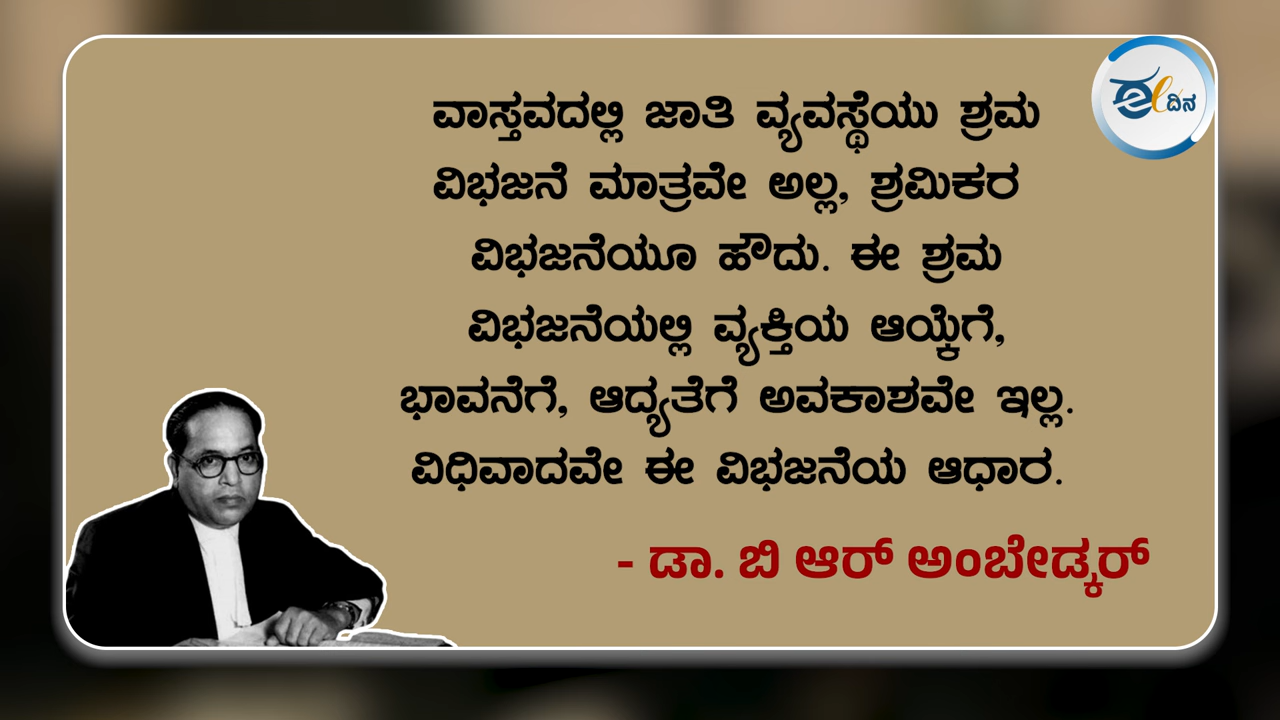 ಈ ದಿನ
ವಾಸ್ತವದಲ್ಲಿ ಜಾತಿ ವ್ಯವಸ್ಥೆಯು ಶ್ರಮ
ವಿಭಜನೆ ಮಾತ್ರವೇ ಅಲ್ಲ, ಶ್ರಮಿಕರ
ವಿಭಜನೆಯೂ ಹೌದು. ಈ ಶ್ರಮ
ವಿಭಜನೆಯಲ್ಲಿ ವ್ಯಕ್ತಿಯ ಆಯ್ಕೆಗೆ,
ಭಾವನೆಗೆ, ಆದ್ಯತೆಗೆ ಅವಕಾಶವೇ ಇಲ್ಲ.
ವಿಧಿವಾದವೇ ಈ ವಿಭಜನೆಯ ಆಧಾರ.
- ಡಾ. ಬಿ ಆರ್ ಅಂಬೇಡ್ಕರ್